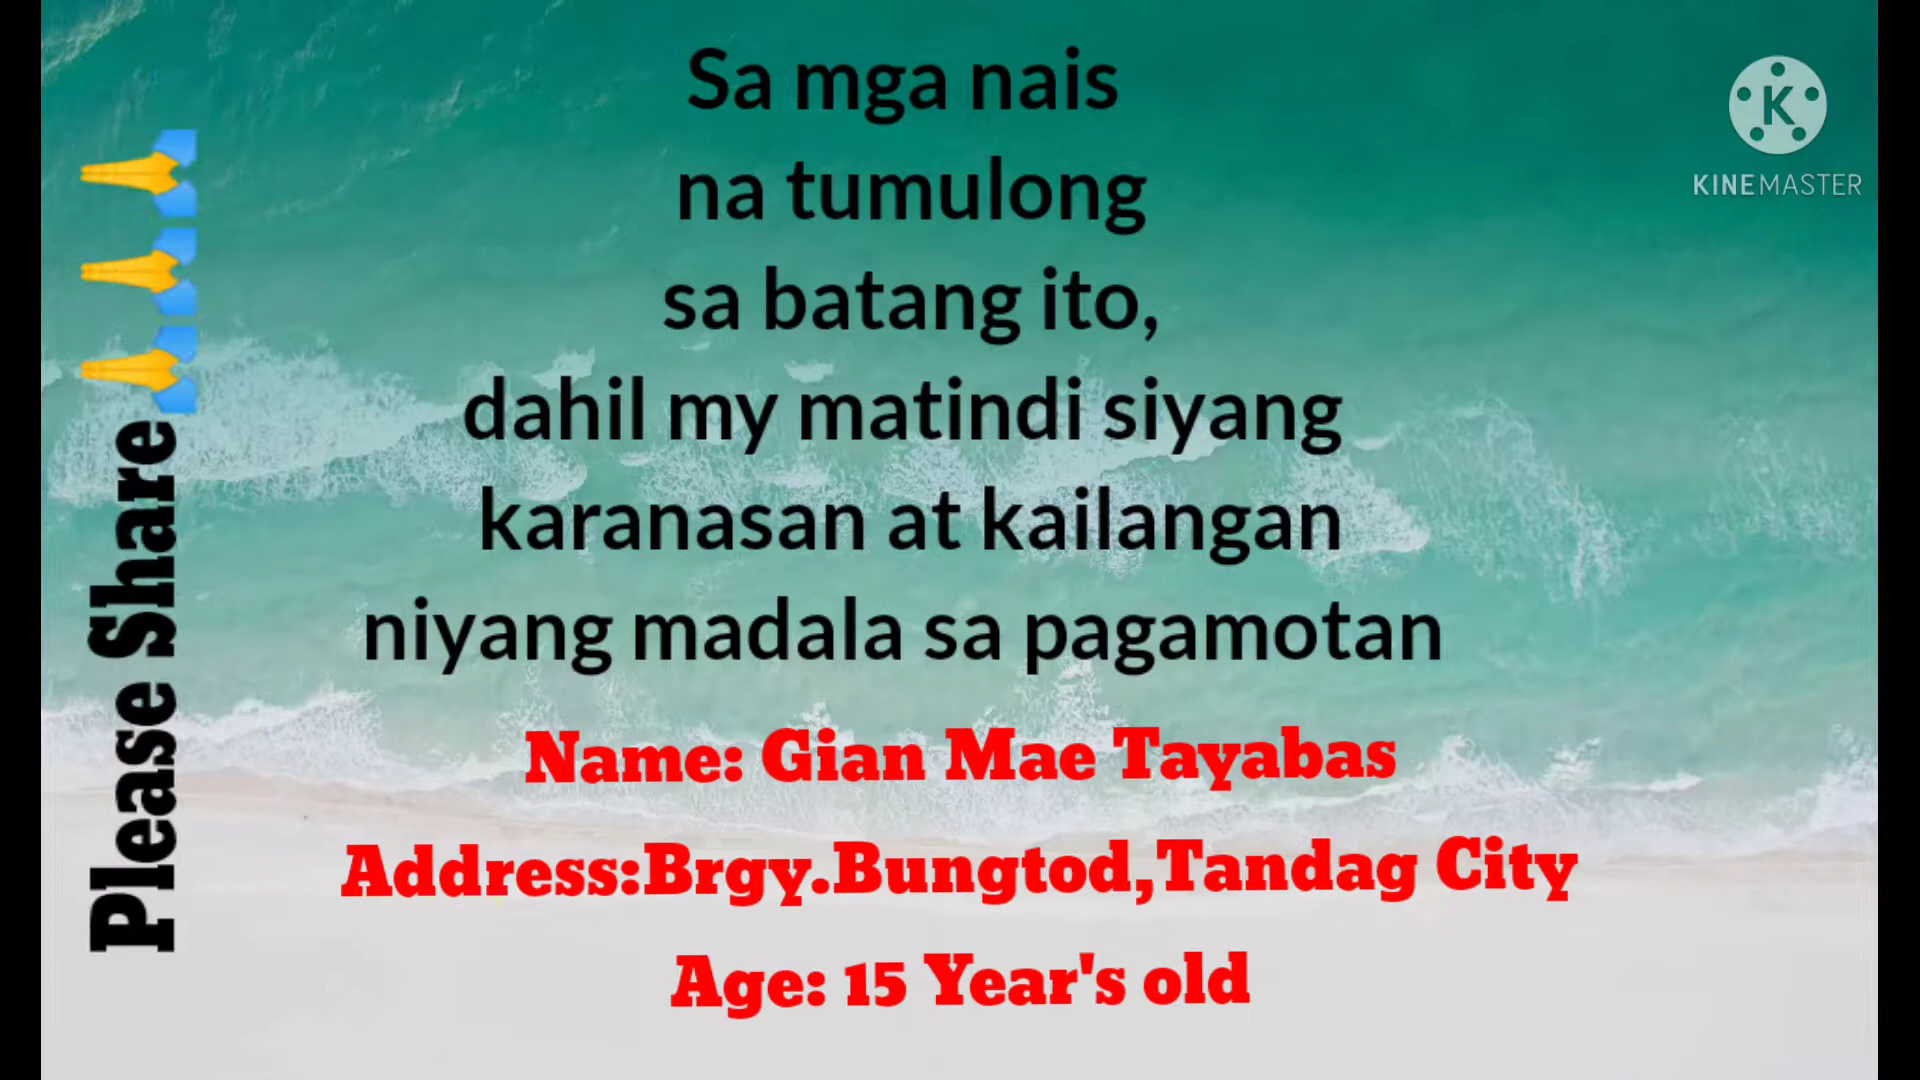 Sa mga nais
na tumulong
sa batang ito,
dahil my matindi siyang
karanasan at kailangan
niyang madala sa pagamotan
Name: Gian Mae Tayabas
Address:Brgy.Bungtod,Tandag City
Age: 15 Year's old
Please Share🙏🙏🙏
K
KINEMASTER